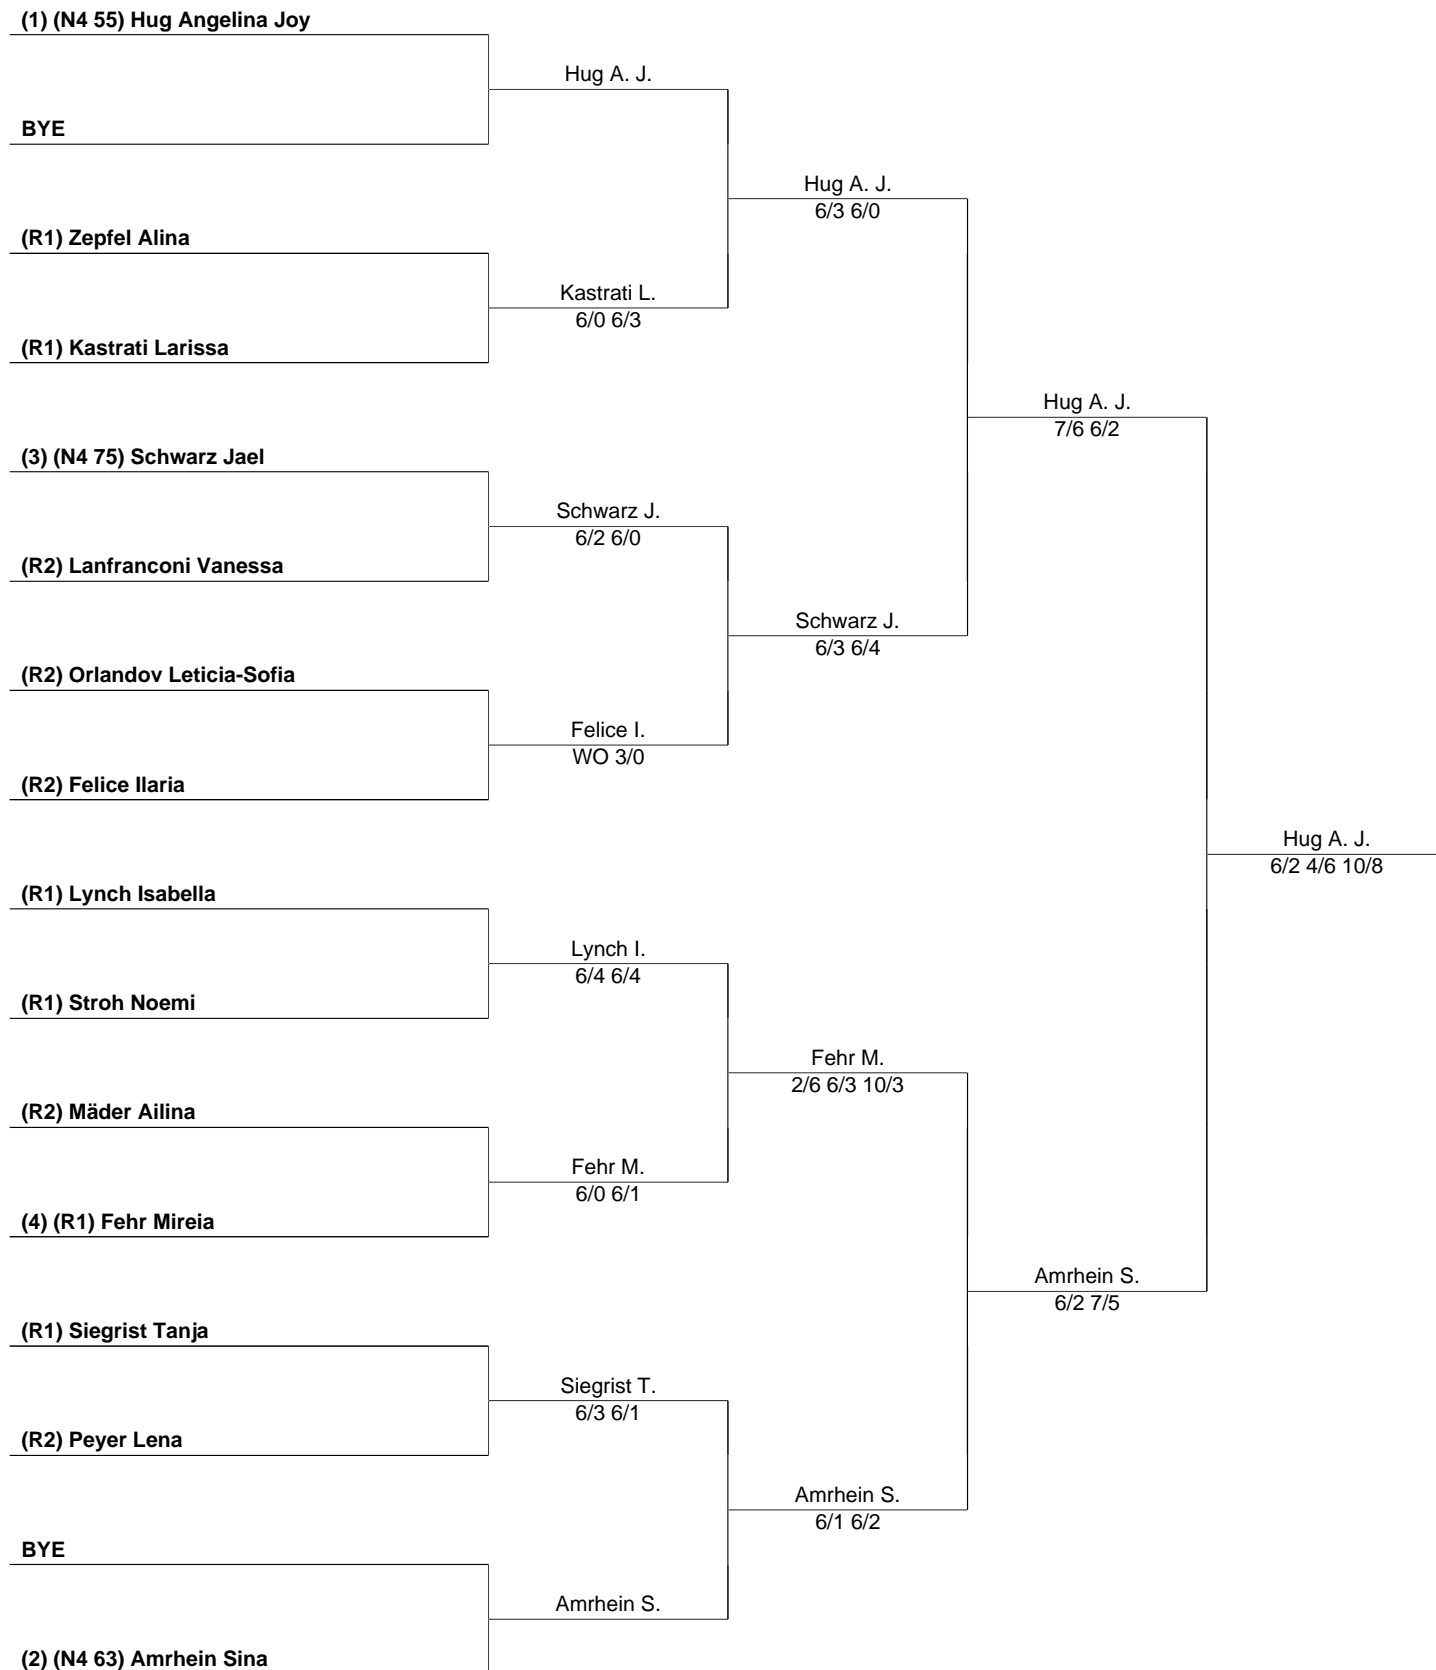 (1) (N4 55) Hug Angelina Joy
Hug A. J.
BYE
Hug A. J.
6/3 6/0
(R1) Zepfel Alina
Kastrati L.
6/0 6/3
(R1) Kastrati Larissa
Hug A. J.
7/6 6/2
(3) (N4 75) Schwarz Jael
Schwarz J.
6/2 6/0
(R2) Lanfranconi Vanessa
Schwarz J.
6/3 6/4
(R2) Orlandov Leticia-Sofia
Felice I.
WO 3/0
(R2) Felice Ilaria
Hug A. J.
6/2 4/6 10/8
(R1) Lynch Isabella
Lynch I.
6/4 6/4
(R1) Stroh Noemi
Fehr M.
2/6 6/3 10/3
(R2) Mäder Ailina
Fehr M.
6/0 6/1
(4) (R1) Fehr Mireia
Amrhein S.
6/2 7/5
(R1) Siegrist Tanja
Siegrist T.
6/3 6/1
(R2) Peyer Lena
Amrhein S.
6/1 6/2
BYE
Amrhein S.
(2) (N4 63) Amrhein Sina